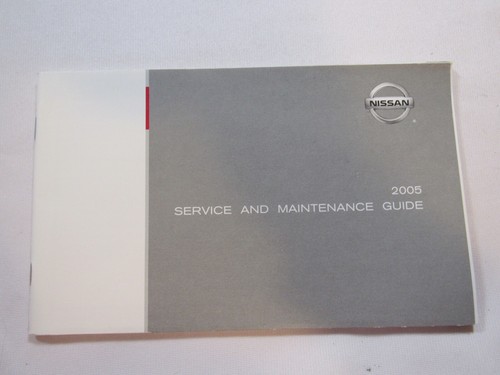 NISSAN
2005
SERVICE AND MAINTENANCE GUIDE